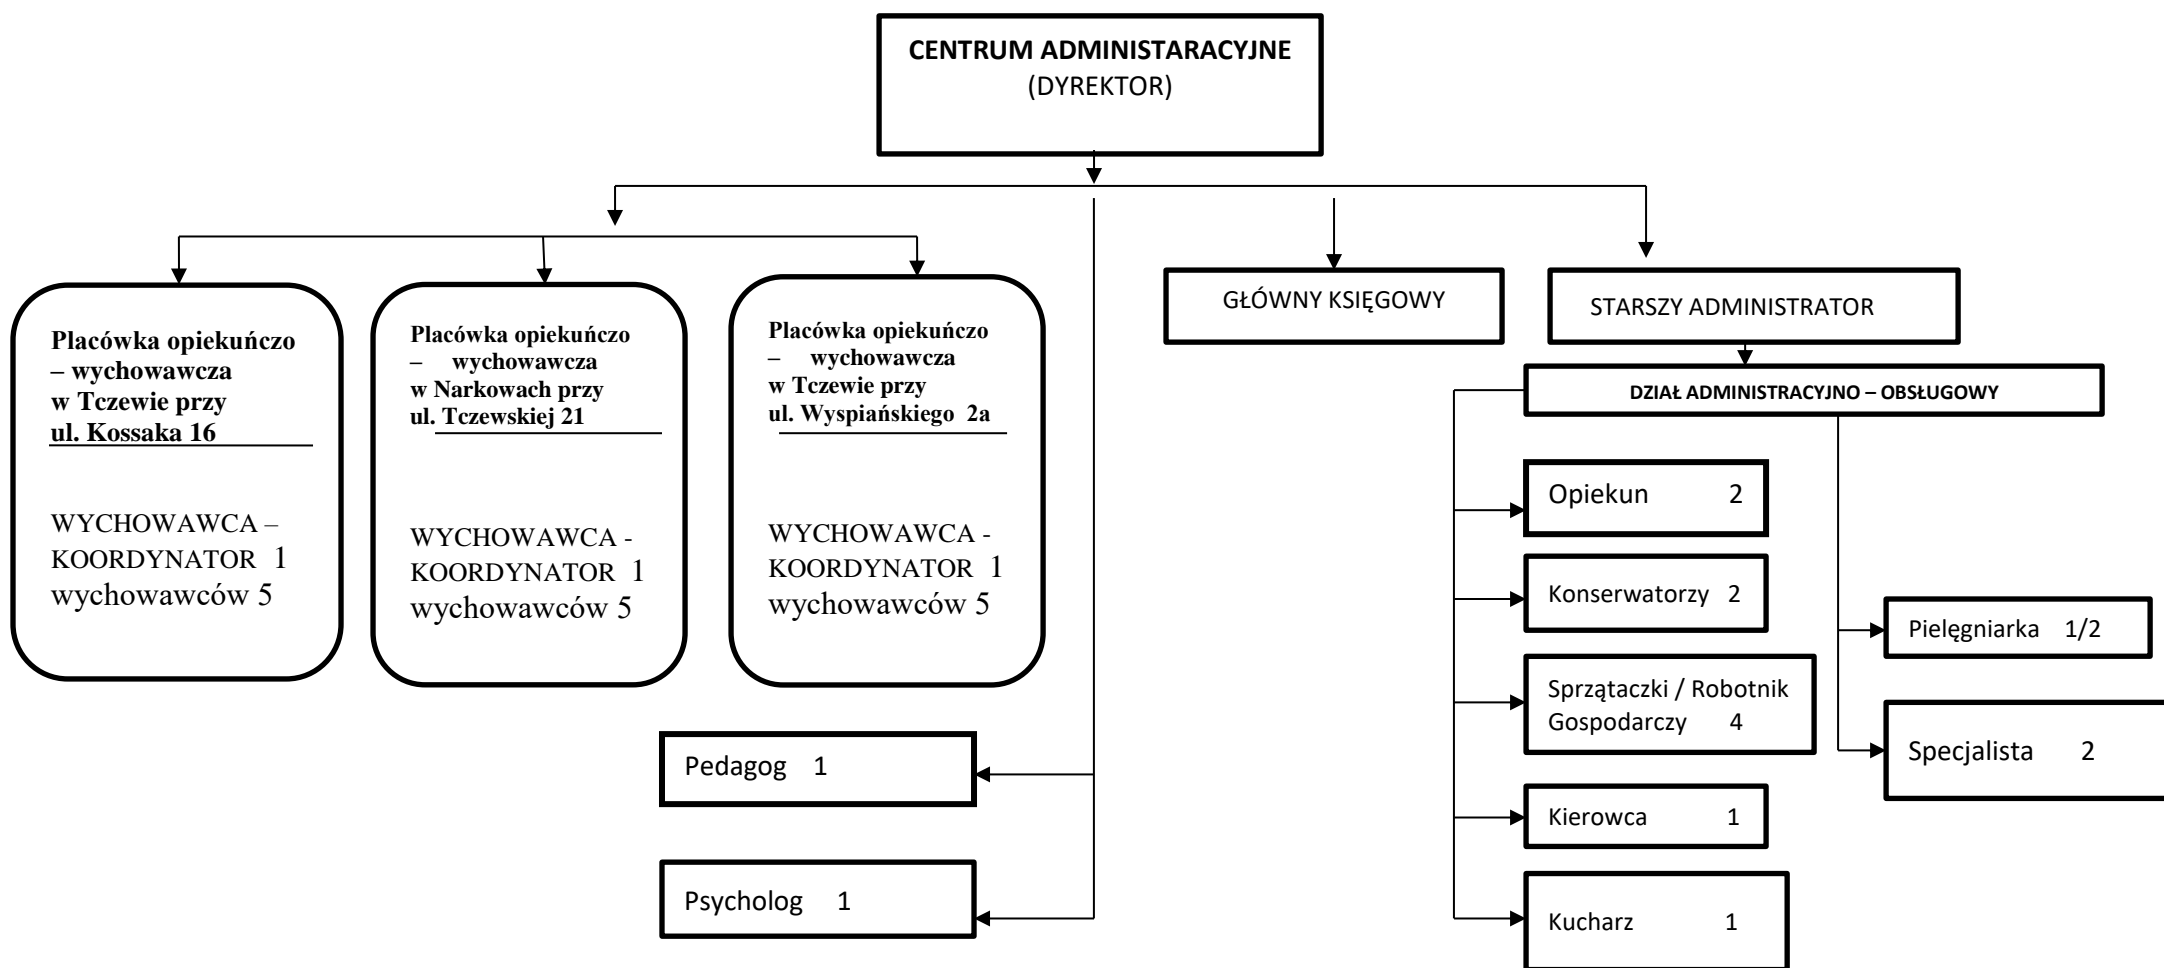 CENTRUM ADMINISTARACYJNE
(DYREKTOR)
GŁÓWNY KSIĘGOWY
STARSZY ADMINISTRATOR
Placówka opiekuńczo
– wychowawcza
w Tczewie przy
ul. Kossaka 16
WYCHOWAWCA –
KOORDYNATOR 1
wychowawców 5
Placówka opiekuńczo
– wychowawcza
w Narkowach przy
ul. Tczewskiej 21
WYCHOWAWCA -
KOORDYNATOR 1
wychowawców 5
Placówka opiekuńczo
– wychowawcza
w Tczewie przy
ul. Wyspiańskiego 2a
WYCHOWAWCA -
KOORDYNATOR 1
wychowawców 5
DZIAŁ ADMINISTRACYJNO – OBSŁUGOWY
Opiekun 2
Konserwatorzy 2
Sprzątaczki / Robotnik
Gospodarczy 4
Kierowca 1
Kucharz 1
Pielęgniarka 1/2
Specjalista 2
Pedagog 1
Psycholog 1